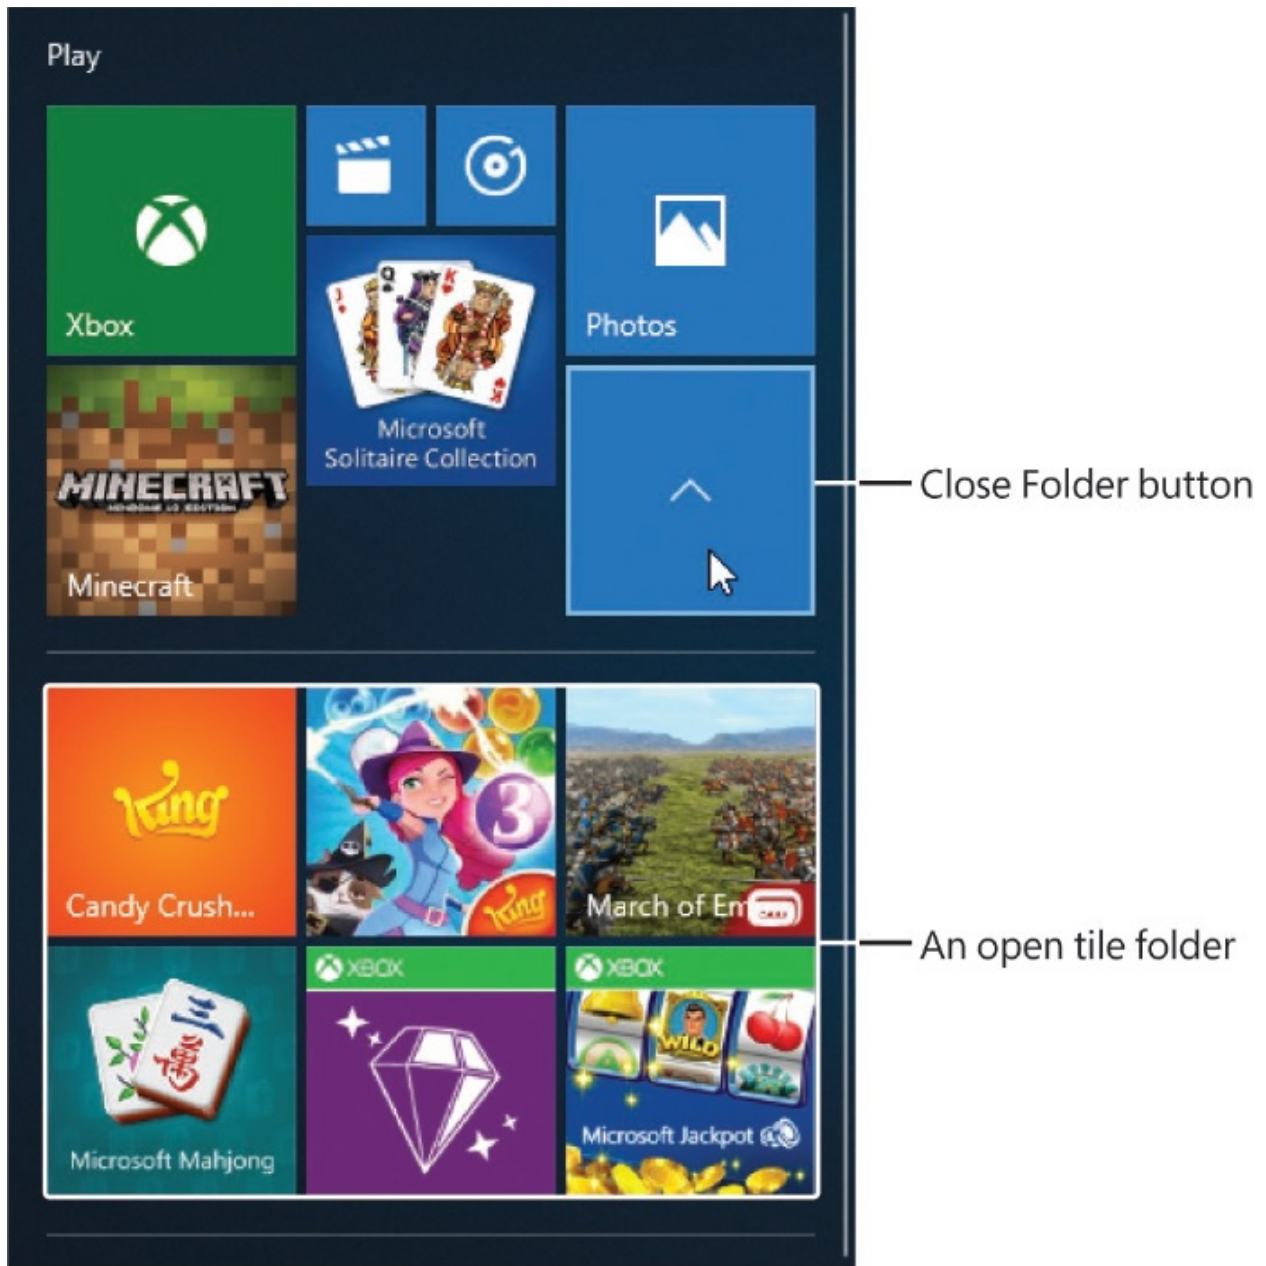 Play
Xbox
J
Q
K
K
Microsoft
Solitaire Collection
Photos
MINECRAFT
Minecraft
Close Folder button
King
Candy Crush...
3
King
March of Em
XBOX
XBOX
WILD
An open tile folder
Microsoft Mahjong
Microsoft Jackpot